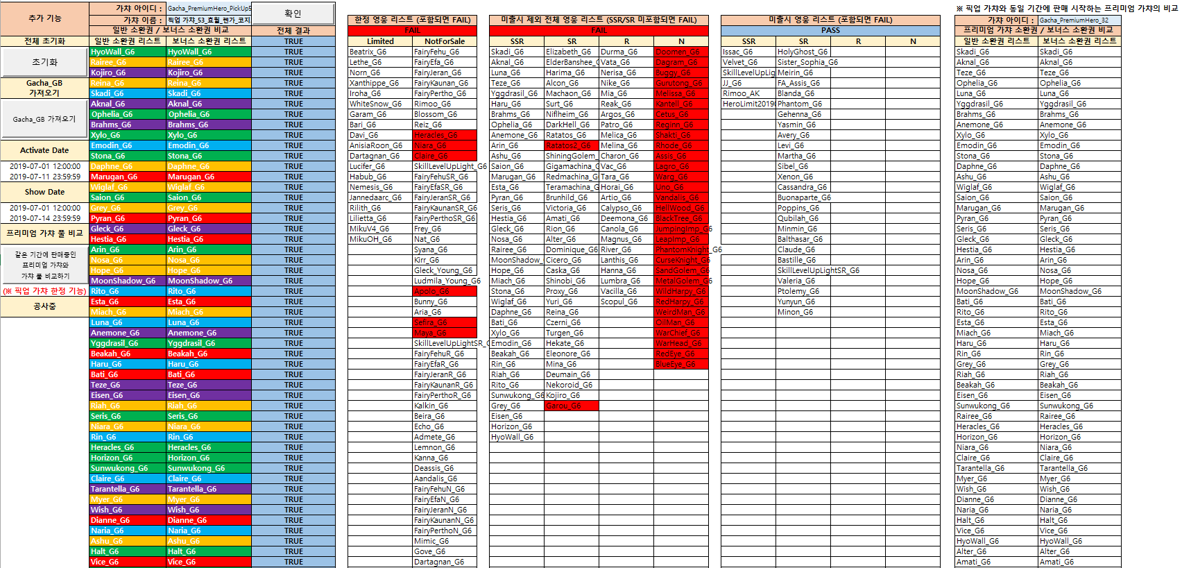 ※ 픽업 가챠와 동일 기간에 판매 시작하는 프리미엄 가챠의 비교
추가 기능
가챠 아이디 : Gacha_PremiumHero_PickUpS
가챠 이름 : 픽업 가챠_53_효월_현가_코지
확인
일반 소환권 / 보너스 소환권 비교 전체 결과
전체 초기화
초기화
Gacha_GB
가져오기
Gacha_GB 가져오기
Activate Date
2019-07-01 12:00:00
2019-07-11 23:59:59
Show Date
2019-07-01 12:00:00
2019-07-14 23:59:59
프리미엄 가챠 풀 비교
같은 기간에 판매중인
프리미엄 가챠와
가챠 풀 비교하기
(※ 픽업 가챠 한정 기능)
공사중
일반 소환권 리스트 보너스 소환권 리스트 TRUE
HyoWall_G6 HyoWall_G6 TRUE
Rairee_G6 Rairee_G6 TRUE
Kojiro_G6 Kojiro_G6 TRUE
Reina_G6 Reina_G6 TRUE
Skadi_G6 Skadi_G6 TRUE
Aknal_G6 Aknal_G6 TRUE
Ophelia_G6 Ophelia_G6 TRUE
Brahms_G6 Brahms_G6 TRUE
Xylo_G6 Xylo_G6 TRUE
Emodin_G6 Emodin_G6 TRUE
Stona_G6 Stona_G6 TRUE
Daphne_G6 Daphne_G6 TRUE
Marugan_G6 Marugan_G6 TRUE
Wiglaf_G6 Wiglaf_G6 TRUE
Saion_G6 Saion_G6 TRUE
Grey_G6 Grey_G6 TRUE
Pyran_G6 Pyran_G6 TRUE
Gleck_G6 Gleck_G6 TRUE
Hestia_G6 Hestia_G6 TRUE
Arin_G6 Arin_G6 TRUE
Nosa_G6 Nosa_G6 TRUE
Hope_G6 Hope_G6 TRUE
MoonShadow_G6 MoonShadow_G6 TRUE
Rito_G6 Rito_G6 TRUE
Esta_G6 Esta_G6 TRUE
Miach_G6 Miach_G6 TRUE
Luna_G6 Luna_G6 TRUE
Anemone_G6 Anemone_G6 TRUE
Yggdrasil_G6 Yggdrasil_G6 TRUE
Beakah_G6 Beakah_G6 TRUE
Haru_G6 Haru_G6 TRUE
Bati_G6 Bati_G6 TRUE
Teze_G6 Teze_G6 TRUE
Eisen_G6 Eisen_G6 TRUE
Riah_G6 Riah_G6 TRUE
Seris_G6 Seris_G6 TRUE
Niara_G6 Niara_G6 TRUE
Rin_G6 Rin_G6 TRUE
Heracles_G6 Heracles_G6 TRUE
Horizon_G6 Horizon_G6 TRUE
Sunwukong_G6 Sunwukong_G6 TRUE
Claire_G6 Claire_G6 TRUE
Tarantella_G6 Tarantella_G6 TRUE
Myer_G6 Myer_G6 TRUE
Wish_G6 Wish_G6 TRUE
Dianne_G6 Dianne_G6 TRUE
Naria_G6 Naria_G6 TRUE
Ashu_G6 Ashu_G6 TRUE
Halt_G6 Halt_G6 TRUE
Vice_G6 Vice_G6 TRUE
한정 영웅 리스트 (포함되면 FAIL)
FAIL
Limited NotForSale
Beatrix_G6 FairyFehu_G6
Lethe_G6 FairyEfa_G6
Norn_G6 FairyJeran_G6
Xanthippe_G6 FairyKaunan_G6
Iroha_G6 FairyPertho_G6
WhiteSnow_G6 Rimoo_G6
Garam_G6 Blossom_G6
Bari_G6 Reiz_G6
Davi_G6 Heracles_G6
AnisiaRoon_G6 Niara_G6
Dartagnan_G6 Claire_G6
Lucifer_G6 SkillLevelUpLight_G6
Habub_G6 FairyFehuSR_G6
Nemesis_G6 FairyEfaSR_G6
Jannedaarc_G6 FairyJeranSR_G6
Rilith_G6 FairyKaunanSR_G6
Lilietta_G6 FairyPerthoSR_G6
MikuV4_G6 Frey_G6
MikuOH_G6 Nat_G6
Syana_G6
Kirr_G6
Gleck_Young_G6
Ludmila_Young_G6
Apolo_G6
Bunny_G6
Aria_G6
Sefira_G6
Maya_G6
SkillLevelUpLightSR_G
FairyFehuR_G6
FairyEfaR_G6
FairyJeranR_G6
FairyKaunanR_G6
FairyPerthoR_G6
Kalkin_G6
Beira_G6
Echo_G6
Admete_G6
Lemnon_G6
Kanna_G6
Deassis_G6
Aandalis_G6
FairyFehuN_G6
FairyEfaN_G6
FairyJeranN_G6
FairyKaunanN_G6
FairyPerthoN_G6
Mimic_G6
Gove_G6
Dartagnan_G6
미출시 제외 전체 영웅 리스트 (SSR/SR 미포함되면 FAIL)
FAIL
SSR SR R N
Skadi_G6 Elizabeth_G6 Durma_G6
Aknal_G6 ElderBanshee_G Vata_G6 Dagram_G6
Luna_G6 Harima_G6 Nerisa_G6 Buggy_G6
Teze_G6 Alcon_G6 Nike_G6
Yggdrasil_G6 Machaon_G6 Mia_G6 Melissa_G6
Haru_G6 Surt_G6 Reak_G6 Kantell_G6
Brahms_G6 Niflheim_G6 Argos_G6 Cetus_G6
Ophelia_G6 DarkHell_G6 Patro_G6 Reginn_G6
Anemone_G6 Ratatos_G6 Melica_G6 Shakti_G6
Arin_G6 Ratatos2_G6 Melina_G6 Rhode_G6
Ashu_G6 ShiningGolem_ Charon_G6 Assia_G6
Saion_G6 Gigamachina_G Vac_G6 Lagro_G6
Marugan_G6 Redmachina_G Tara_G6 Warg_G6
Esta_G6 Teramachina_G Horai_G6 Uno_G6
Pyran_G6 Brunhild_G6 Artio_G6 Vandalis_G6
Seris_G6 Victoria_G6 Calypso_G6 HellWood_G6
Hestia_G6 Amati_G6 Deemona_G6 BlackTree_G6
Gleck_G6 Rion_G6 Canola_G6 JumpingImp_G6
Nosa_G6 Alter_G6 Magnus_G6 Leapimp_G6
Rairee_G6 Dominique_G6 River_G6 PhantomKnight_G6
MoonShadow_G6 Cicero_G6 Lanthis_G6 CurseKnight_G6
Hope_G6 Caska_G6 Hanna_G6 SandGolem_G6
Miach_G6 Shinobi_G6 Lumbra_G6 MetalGolem_G6
Stona_G6 Proxy_G6 Vacilla_G6 WildHarpy_G6
Wiglaf_G6 Yuri_G6 Scopul_G6 RedHarpy_G6
Daphne_G6 Reina_G6 WeirdMan_G6
Bati_G6 Czerni_G6 OilMan_G6
Xylo_G6 Turgen_G6 WarChief_G6
Emodin_G6 Hekate_G6 WarHead_G6
Beakah_G6 Eleonore_G6 RedEye_G6
Rin_G6 Mina_G6 BlueEye_G6
Riah_G6 Deumain_G6
Rito_G6 Nekoroid_G6
Sunwukong_G6 Kojiro_G6
Grey_G6 Garou_G6
Eisen_G6
Horizon_G6
HyoWall_G6
미출시 영웅 리스트 (포함되면 FAIL)
PASS
SSR SR R N
Issac_G6 HolyGhost_G6
Velvet_G6 Sister_Sophia_G6
SkillLevelUpLig Meirin_G6
JJ_G6 FA_Assis_G6
Rimoo_AK Blanda_G6
HeroLimit2019 Phantom_G6
Gehenna_G6
Yasmin_G6
Avery_G6
Levi_G6
Martha_G6
Sibel_G6
Xenon_G6
Cassandra_G6
Buonaparte_G6
Poppins_G6
Qubilah_G6
Minmin_G6
Balthasar_G6
Claude_G6
Bastille_G6
SkillLevelUpLightSR_G6
Valeria_G6
Ptolemy_G6
Yunyun_G6
Minon_G6
가챠 아이디 : Gacha_PremiumHero_32
프리미엄 가챠 일반 소환권 / 보너스 소환권 비교
일반 소환권 리스트 보너스 소환권 리스트
Skadi_G6 Skadi_G6
Aknal_G6 Aknal_G6
Teze_G6 Teze_G6
Ophelia_G6 Ophelia_G6
Luna_G6 Luna_G6
Yggdrasil_G6 Yggdrasil_G6
Brahms_G6 Brahms_G6
Anemone_G6 Anemone_G6
Xylo_G6 Xylo_G6
Emodin_G6 Emodin_G6
Stona_G6 Stona_G6
Daphne_G6 Daphne_G6
Ashu_G6 Ashu_G6
Wiglaf_G6 Wiglaf_G6
Saion_G6 Saion_G6
Marugan_G6 Marugan_G6
Pyran_G6 Pyran_G6
Seris_G6 Seris_G6
Gleck_G6 Gleck_G6
Hestia_G6 Hestia_G6
Arin_G6 Arin_G6
Nosa_G6 Nosa_G6
Hope_G6 Hope_G6
MoonShadow_G6 MoonShadow_G6
Bati_G6 Bati_G6
Rito_G6 Rito_G6
Esta_G6 Esta_G6
Miach_G6 Miach_G6
Haru_G6 Haru_G6
Rin_G6 Rin_G6
Grey_G6 Grey_G6
Riah_G6 Riah_G6
Beakah_G6 Beakah_G6
Eisen_G6 Eisen_G6
Sunwukong_G6 Sunwukong_G6
Rairee_G6 Rairee_G6
Heracles_G6 Heracles_G6
Horizon_G6 Horizon_G6
Niara_G6 Niara_G6
Claire_G6 Claire_G6
Tarantella_G6 Tarantella_G6
Myer_G6 Myer_G6
Wish_G6 Wish_G6
Dianne_G6 Dianne_G6
Naria_G6 Naria_G6
Halt_G6 Halt_G6
Vice_G6 Vice_G6
HyoWall_G6 HyoWall_G6
Alter_G6 Alter_G6
Amati_G6 Amati_G6